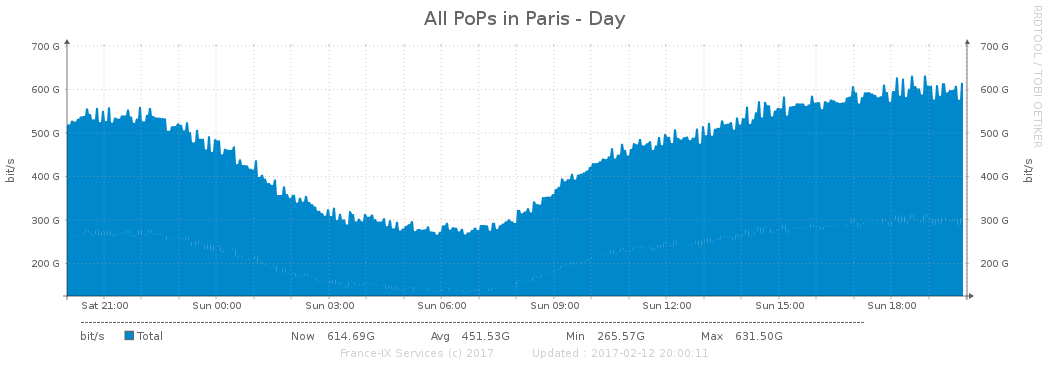 All PoPs in Paris - Day
RRDTOOL / TOBI OETIKER
bit/s
700 G
600 G
500 G
400 G
300 G
200 G
700 G
600 G
500 G
400 G
300 G
200 G
bit/s
Sat 21:00 Sun 00:00 Sun 03:00 Sun 06:00 Sun 09:00 Sun 12:00 Sun 15:00 Sun 18:00
bit/s Total Now 614.69G Avg 451.53G Min 265.57G Max 631.50G
France-IX Services (c) 2017 Updated : 2017-02-12 20:00:11